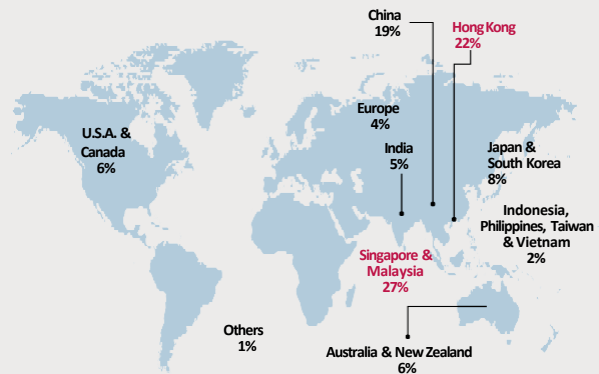 China
19%
Hong Kong
22%
Europe
4%
U.S.A. &
Canada
6%
India
5%
Japan &
South Korea
8%
Indonesia,
Philippines, Taiwan
& Vietnam
2%
Singapore &
Malaysia
27%
Others
1%
Australia & New Zealand
6%